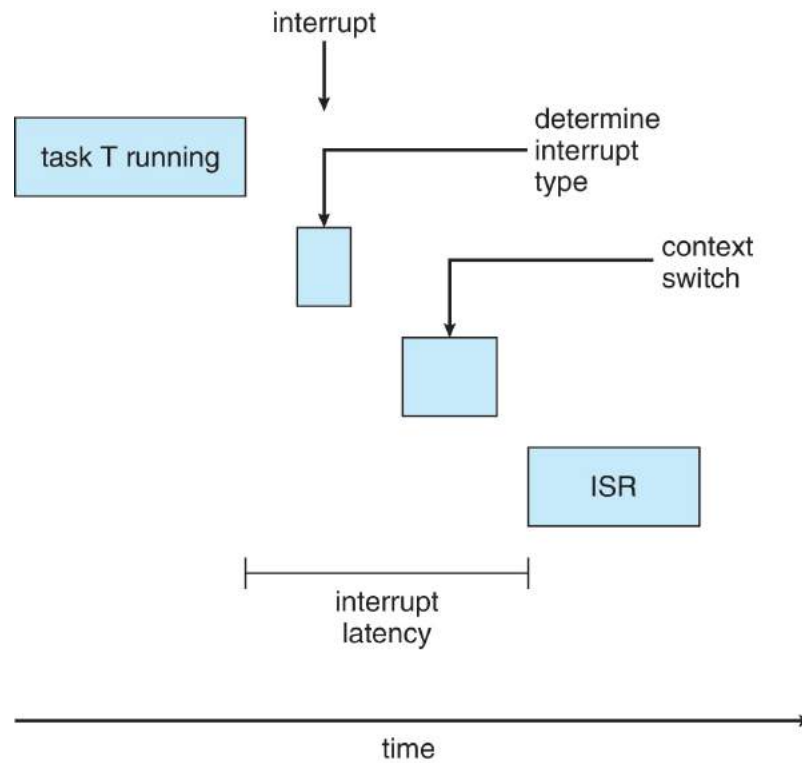 interrupt
task T running
determine
interrupt
type
context
switch
ISR
interrupt
latency
time